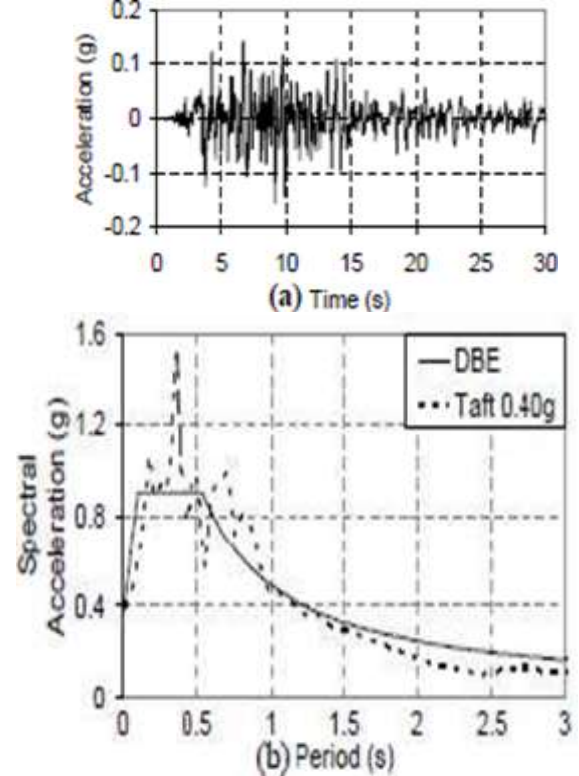 0.2
0.1
0
-0.1
-0.2
Acceleration (g)
0 5 10 15 20 25 30
(a) Time (s)
1.6
1.2
0.8
0.4
0
Spectral
Acceleration (g)
DBE
Taft 0.40g
0 0.5 1 1.5 2 2.5 3
(b) Period (s)